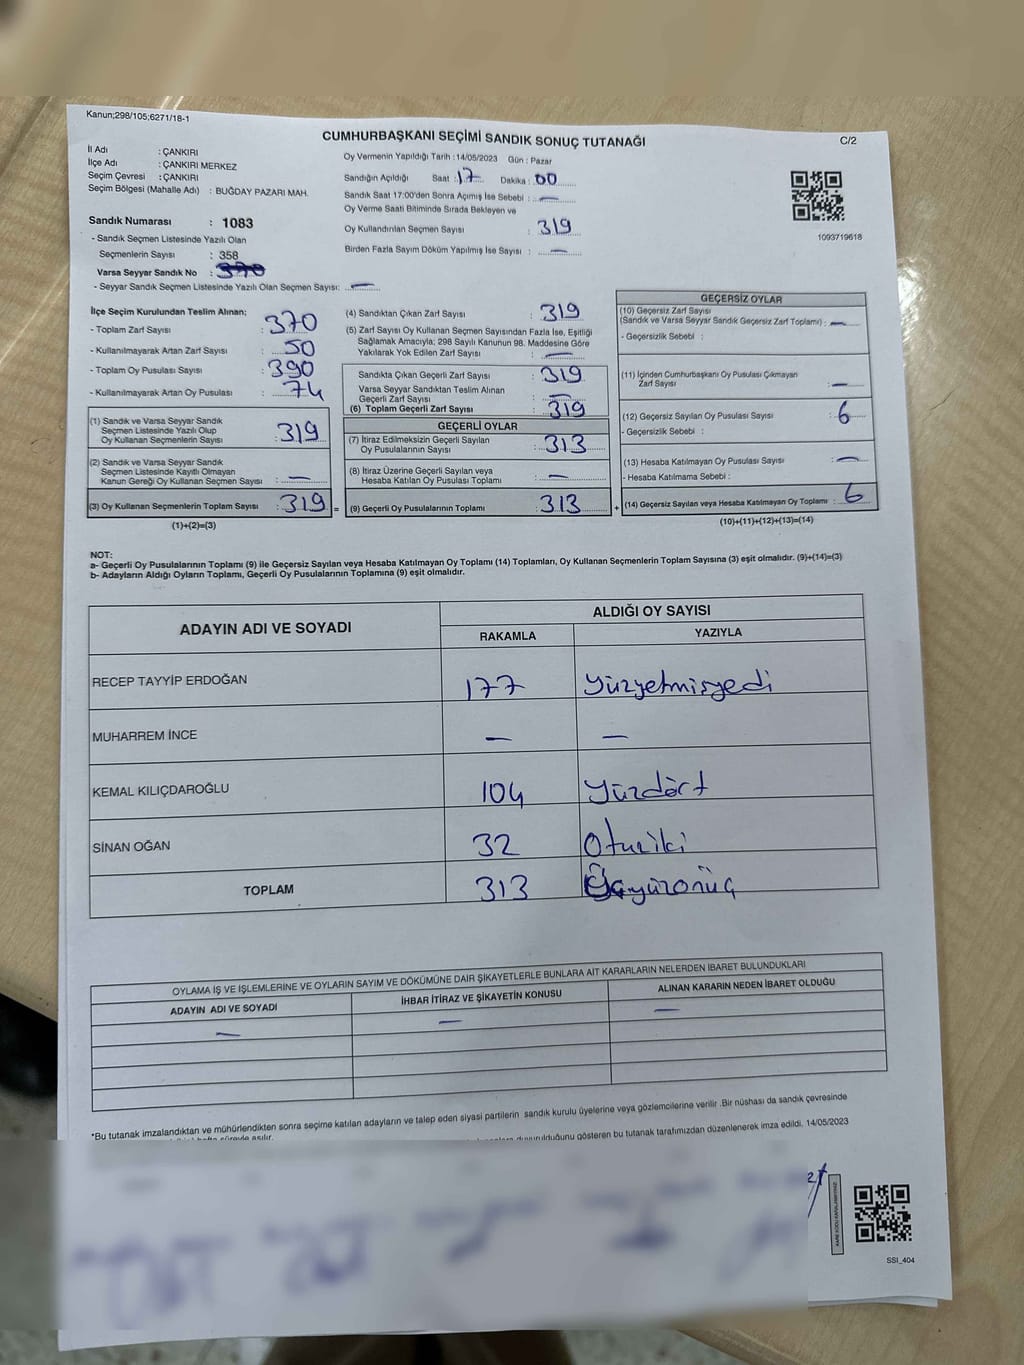 Kanun;298/105;6271/18-1
CUMHURBAŞKANI SEÇİMİ SANDIK SONUÇ TUTANAĞI
C/2
İl Adı : ÇANKIRI
İlçe Adı : ÇANKIRI MERKEZ
Seçim Çevresi : ÇANKIRI
Seçim Bölgesi (Mahalle Adı) : BUĞDAY PAZARI MAH.
Sandık Numarası : 1083
- Sandık Seçmen Listesinde Yazılı Olan
Seçmenlerin Sayısı : 358
Varsa Seyyar Sandık No :
- Seyyar Sandık Seçmen Listesinde Yazılı Olan Seçmen Sayısı: —
Oy Vermenin Yapıldığı Tarih :14/05/2023 Gün : Pazar
Sandığın Açıldığı Saat : 17 Dakika : 00
Sandık Saat 17:00'den Sonra Açımış İse Sebebi : —
Oy Verme Saati Bitiminde Sırada Bekleyen ve
Oy Kullandırılan Seçmen Sayısı : 319
Birden Fazla Sayım Döküm Yapılmış İse Sayısı : —
1093719618
İlçe Seçim Kurulundan Teslim Alınan:
- Toplam Zarf Sayısı : 370
- Kullanılmayarak Artan Zarf Sayısı : 50
- Toplam Oy Pusulası Sayısı : 390
- Kullanılmayarak Artan Oy Pusulası : 74
(1) Sandık ve Varsa Seyyar Sandık
Seçmen Listesinde Yazılı Olup
Oy Kullanan Seçmenlerin Sayısı : 319
(2) Sandık ve Varsa Seyyar Sandık
Seçmen Listesinde Kayıtlı Olmayan
Kanun Gereği Oy Kullanan Seçmen Sayısı : —
(3) Oy Kullanan Seçmenlerin Toplam Sayısı : 319 =
(1)+(2)=(3)
(4) Sandıktan Çıkan Zarf Sayısı : 319
(5) Zarf Sayısı Oy Kullanan Seçmen Sayısından Fazla İse, Eşitliği
Sağlamak Amacıyla; 298 Sayılı Kanunun 98. Maddesine Göre
Yakılarak Yok Edilen Zarf Sayısı : —
Sandıkta Çıkan Geçerli Zarf Sayısı : 319
Varsa Seyyar Sandıktan Teslim Alınan
Geçerli Zarf Sayısı : —
(6) Toplam Geçerli Zarf Sayısı : 319
GEÇERLİ OYLAR
(7) İtiraz Edilmeksizin Geçerli Sayılan
Oy Pusulalarının Sayısı : 313
(8) İtiraz Üzerine Geçerli Sayılan veya
Hesaba Katılan Oy Pusulası Toplamı : —
(9) Geçerli Oy Pusulalarının Toplamı : 313 +
GEÇERSİZ OYLAR
(10) Geçersiz Zarf Sayısı
(Sandık ve Varsa Seyyar Sandık Geçersiz Zarf Toplamı) : —
- Geçersizlik Sebebi :
(11) İçinden Cumhurbaşkanı Oy Pusulası Çıkmayan
Zarf Sayısı : —
(12) Geçersiz Sayılan Oy Pusulası Sayısı : 6
- Geçersizlik Sebebi :
(13) Hesaba Katılmayan Oy Pusulası Sayısı : —
- Hesaba Katılmama Sebebi :
(14) Geçersiz Sayılan veya Hesaba Katılmayan Oy Toplamı : 6
(10)+(11)+(12)+(13)=(14)
NOT:
a- Geçerli Oy Pusulalarının Toplamı (9) ile Geçersiz Sayılan veya Hesaba Katılmayan Oy Toplamı (14) Toplamları, Oy Kullanan Seçmenlerin Toplam Sayısına (3) eşit olmalıdır. (9)+(14)=(3)
b- Adayların Aldığı Oyların Toplamı, Geçerli Oy Pusulalarının Toplamına (9) eşit olmalıdır.
ADAYIN ADI VE SOYADI
ALDIĞI OY SAYISI
RAKAMLA YAZIYLA
RECEP TAYYİP ERDOĞAN 177 Yüzyetmişyedi
MUHARREM İNCE — —
KEMAL KILIÇDAROĞLU 104 Yüzdört
SİNAN OĞAN 32 Otuziki
TOPLAM 313 Üçyüzonüç
OYLAMA İŞ VE İŞLEMLERİNE VE OYLARIN SAYIM VE DÖKÜMÜNE DAİR ŞİKAYETLERLE BUNLARA AİT KARARLARIN NELERDEN İBARET BULUNDUKLARI
ADAYIN ADI VE SOYADI İHBAR İTİRAZ VE ŞİKAYETİN KONUSU ALINAN KARARIN NEDEN İBARET OLDUĞU
— — —
*Bu tutanak imzalandıktan ve mühürlendikten sonra seçime katılan adayların ve talep eden siyasi partilerin sandık kurulu üyelerine veya gözlemcilerine verilir .Bir nüshası da sandık çevresinde
gösteren bu tutanak tarafımızdan düzenlenerek imza edildi. 14/05/2023
SSI_404